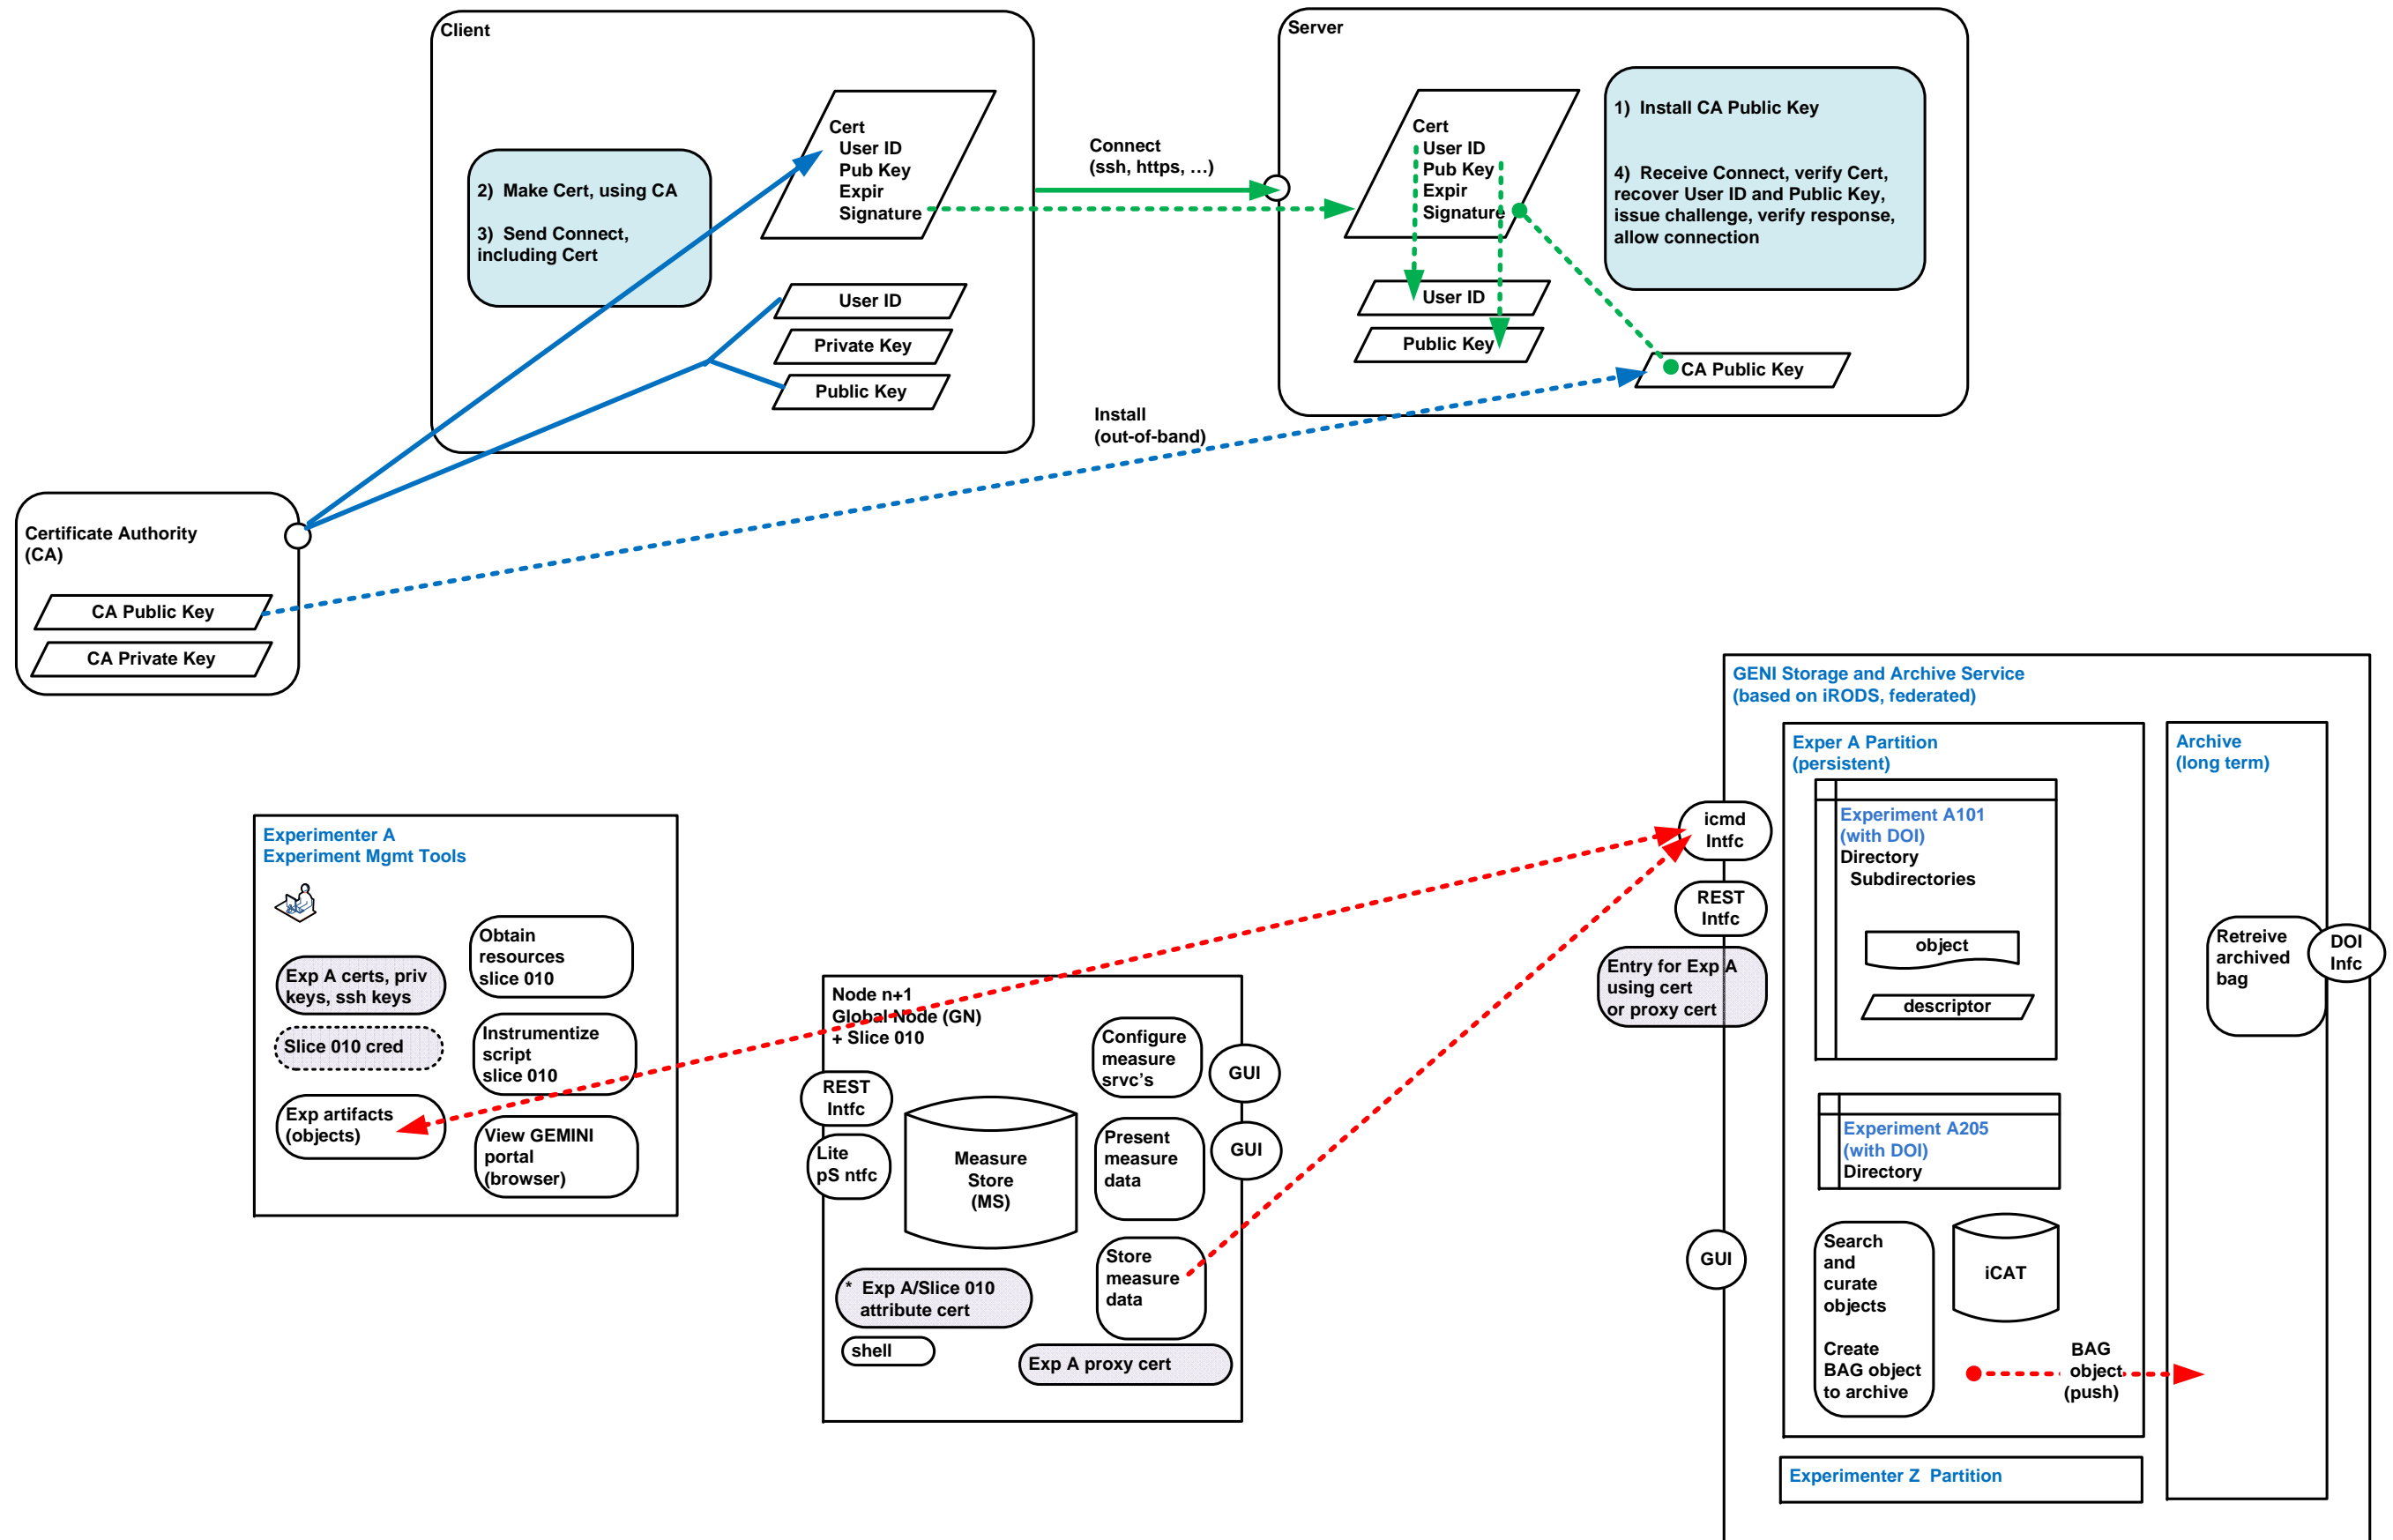 Client
2)  Make Cert, using CA
3)  Send Connect,
including Cert
Cert
User ID
Pub Key
Expir
Signature
User ID
Private Key
Public Key
Connect
(ssh, https, …)
Install
(out-of-band)
Server
Cert
User ID
Pub Key
Expir
Signature
User ID
Public Key
1)  Install CA Public Key
4)  Receive Connect, verify Cert,
recover User ID and Public Key,
issue challenge, verify response,
allow connection
CA Public Key
Certificate Authority
(CA)
CA Public Key
CA Private Key
Experimenter A
Experiment Mgmt Tools
Exp A certs, priv
keys, ssh keys
Slice 010 cred
Exp artifacts
(objects)
Obtain
resources
slice 010
Instrumentize
script
slice 010
View GEMINI
portal
(browser)
Node n+1
Global Node (GN)
+ Slice 010
REST
Intfc
Lite
pS ntfc
Measure
Store
(MS)
Configure
measure
srvc's
GUI
Present
measure
data
GUI
Store
measure
data
*  Exp A/Slice 010
attribute cert
shell
Exp A proxy cert
GENI Storage and Archive Service
(based on iRODS, federated)
icmd
Intfc
REST
Intfc
Entry for Exp A
using cert
or proxy cert
GUI
Exper A Partition
(persistent)
Experiment A101
(with DOI)
Directory
Subdirectories
object
descriptor
Experiment A205
(with DOI)
Directory
Search
and
curate
objects
Create
BAG object
to archive
iCAT
BAG
object
(push)
Archive
(long term)
Retreive
archived
bag
DOI
Infc
Experimenter Z  Partition